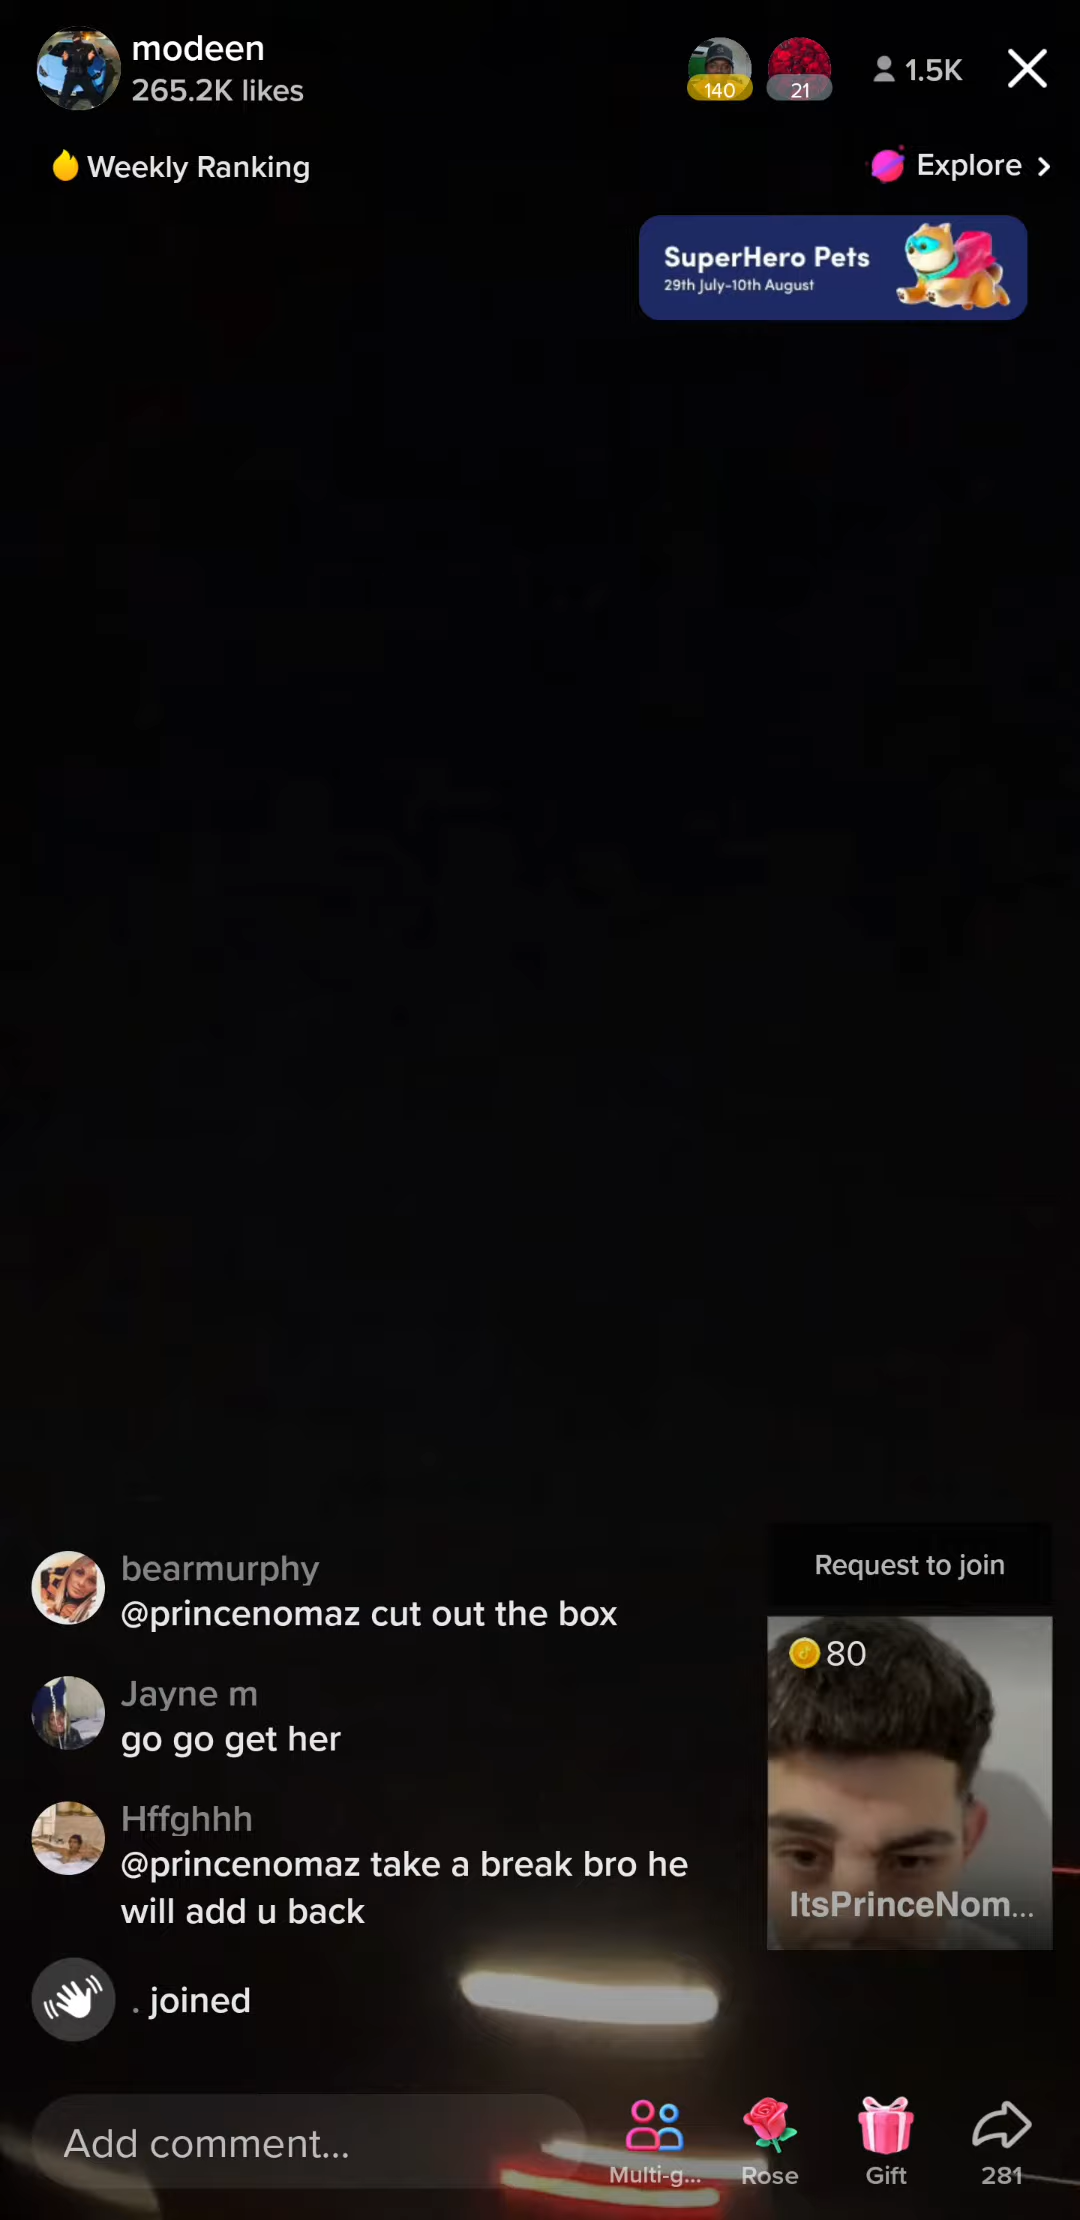 modeen
265.2K likes
140
21
1.5K
Weekly Ranking
Explore
SuperHero Pets
29th July-10th August
Request to join
bearmurphy
@princenomaz cut out the box
80
Jayne m
go go get her
Hffghhh
@princenomaz take a break bro he
will add u back
ItsPrinceNom...
. joined
Add comment...
Multi-g...
Rose
Gift
281